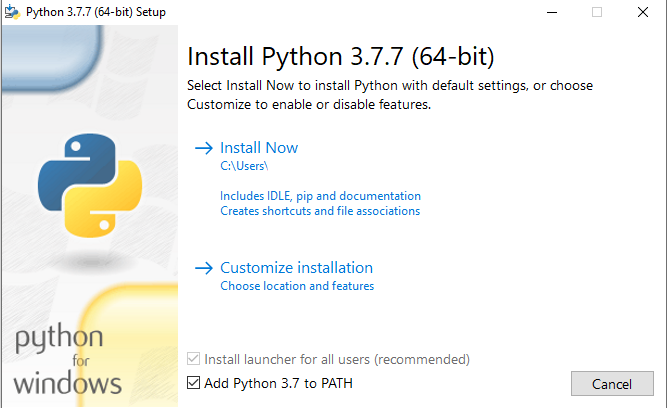 Python 3.7.7 (64-bit) Setup
Install Python 3.7.7 (64-bit)
Select Install Now to install Python with default settings, or choose
Customize to enable or disable features.
Install Now
C:\Users\
Includes IDLE, pip and documentation
Creates shortcuts and file associations
Customize installation
Choose location and features
python
for
windows
Install launcher for all users (recommended)
Add Python 3.7 to PATH
Cancel